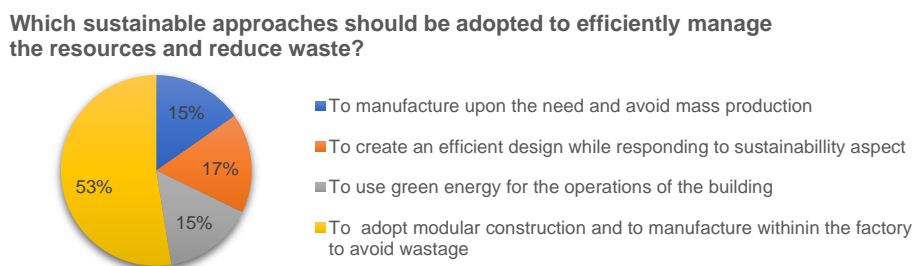 Which sustainable approaches should be adopted to efficiently manage
the resources and reduce waste?
15%
17%
15%
53%
To manufacture upon the need and avoid mass production
To create an efficient design while responding to sustainabillity aspect
To use green energy for the operations of the building
To  adopt modular construction and to manufacture withinin the factory
to avoid wastage